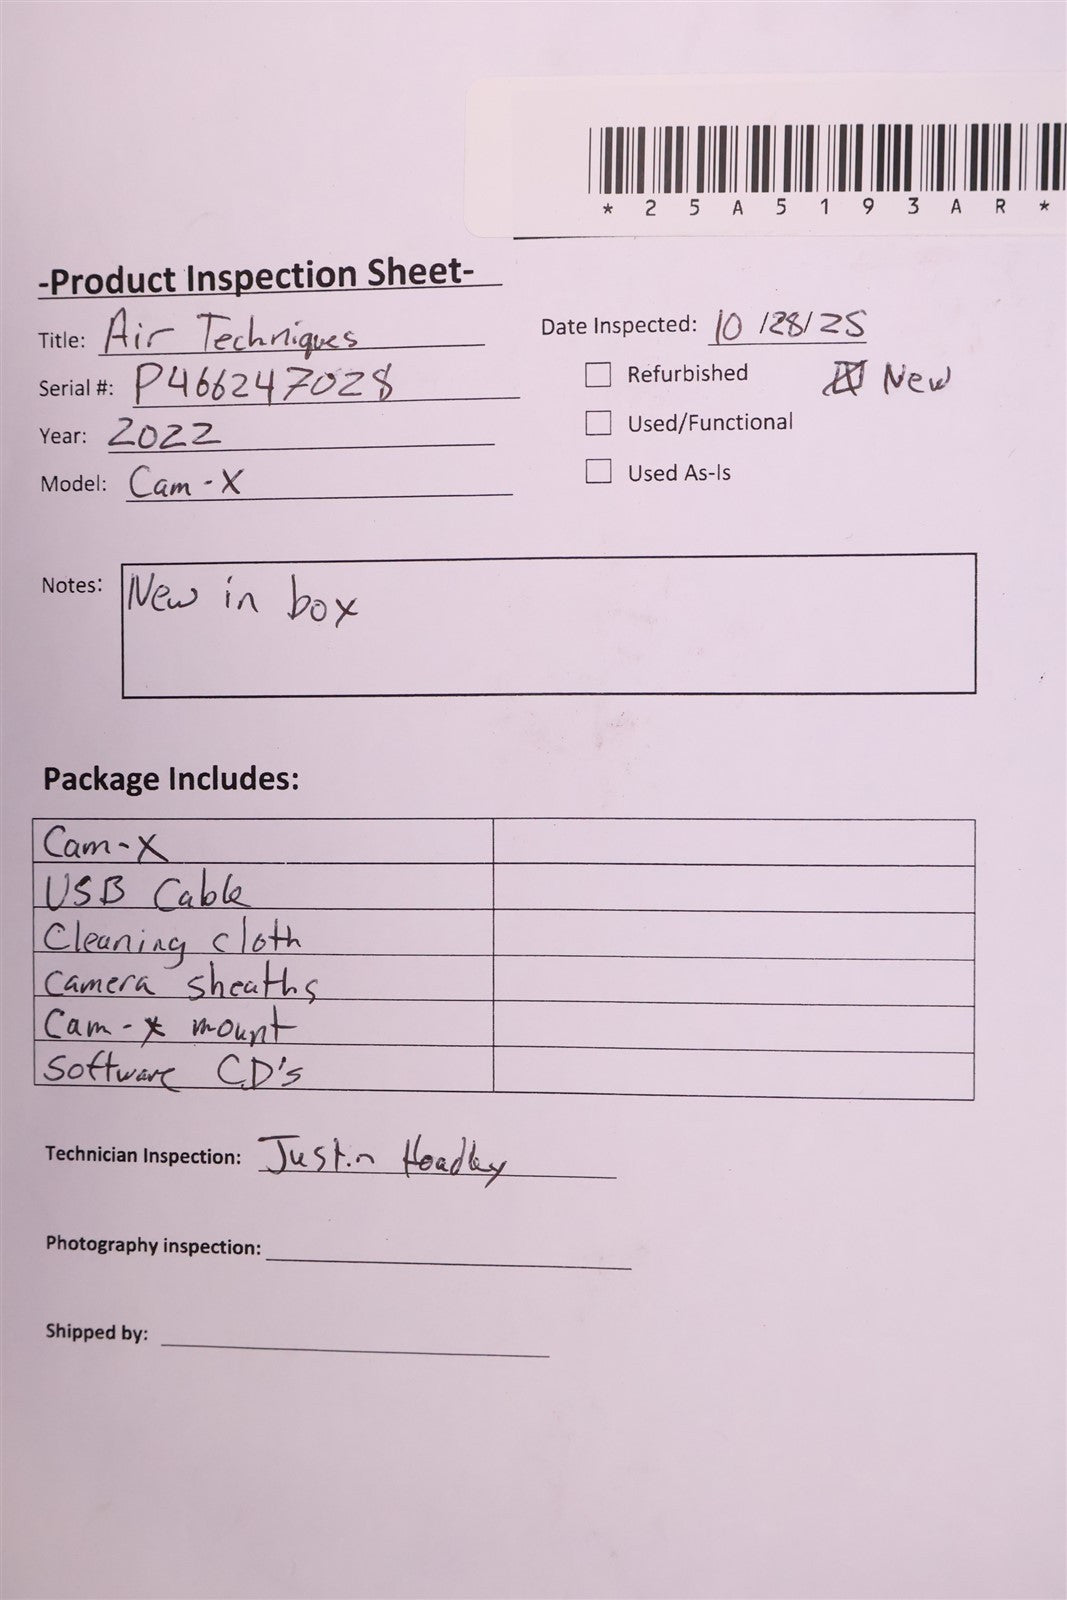 * 2 5 A 5 1 9 3 A R *
-Product Inspection Sheet-
Title: Air Techniques
Date Inspected: 10/28/25
Serial #: P466247028
Refurbished
New
Year: 2022
Used/Functional
Model: Cam-X
Used As-Is
Notes: New in box
Package Includes:
Cam-X
USB Cable
Cleaning cloth
Camera sheaths
Cam-x mount
Software CD's
Technician Inspection: Justin Hoadley
Photography inspection:
Shipped by: